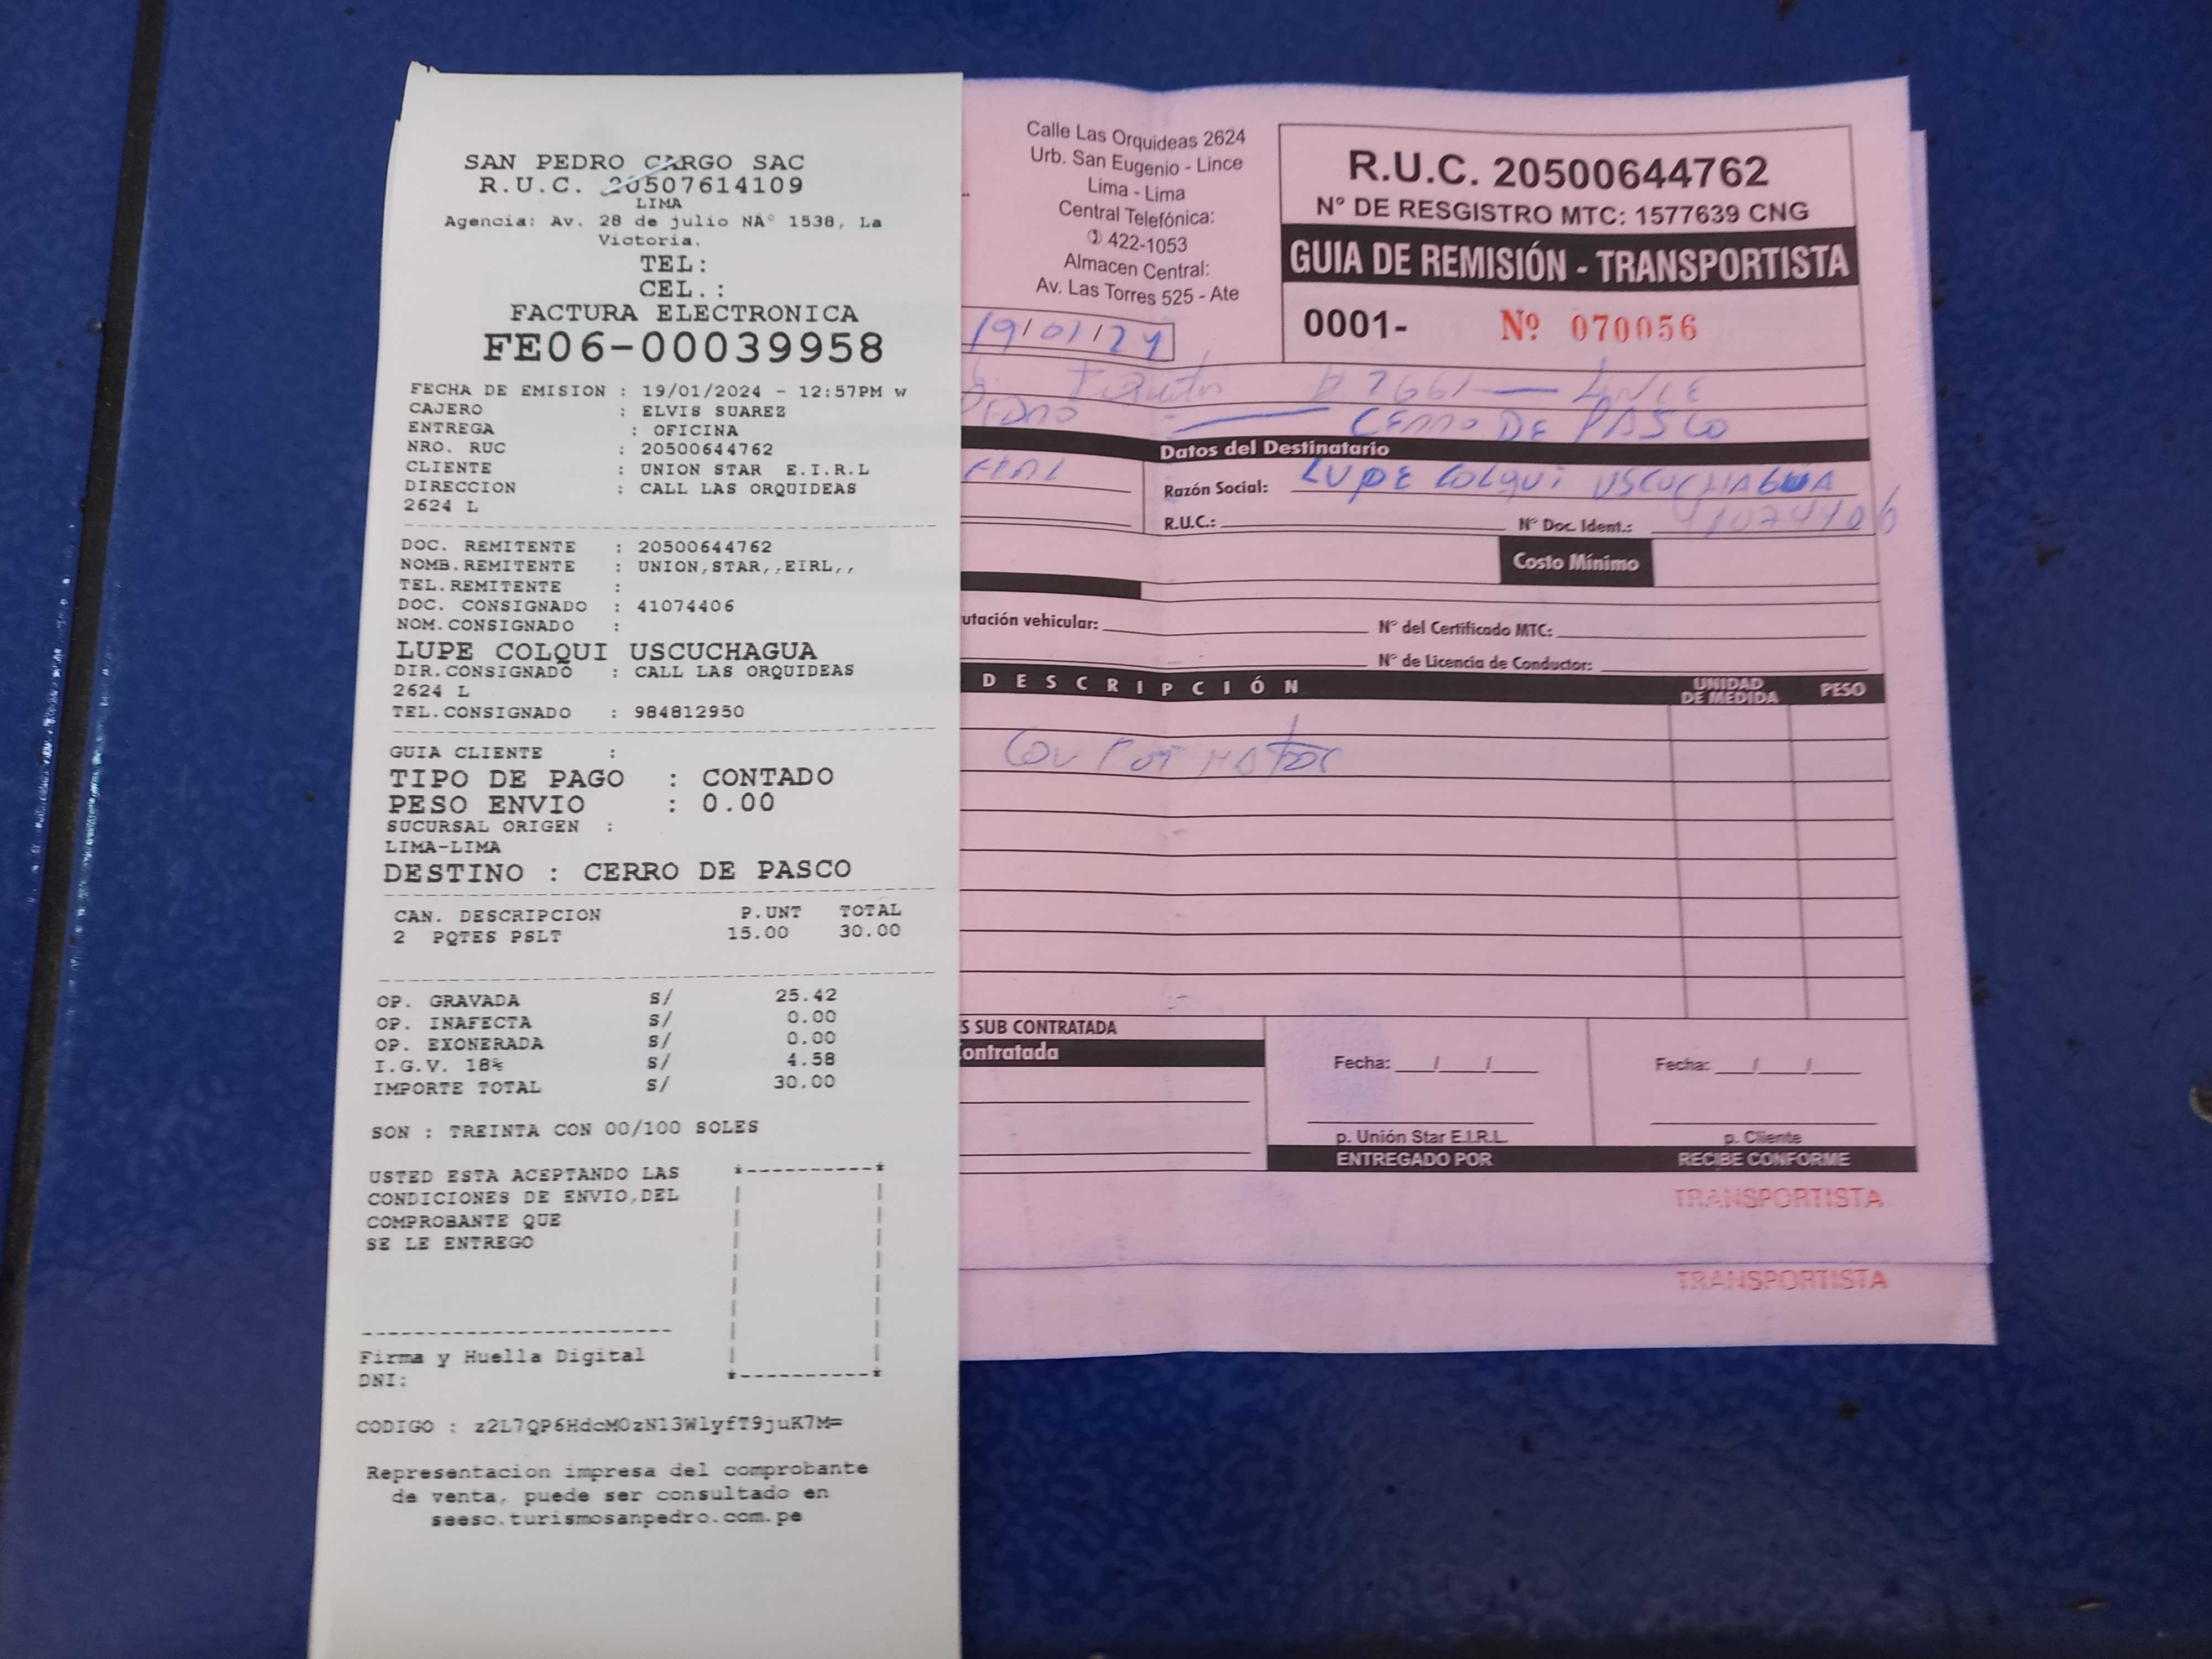 SAN PEDRO CARGO SAC
R.U.C. 20507614109
LIMA
Agencia: Av. 28 de julio NÂ° 1538, La
Victoria.
TEL:
CEL.:
FACTURA ELECTRONICA
FE06-00039958
FECHA DE EMISION : 19/01/2024 - 12:57PM w
CAJERO : ELVIS SUAREZ
ENTREGA : OFICINA
NRO. RUC : 20500644762
CLIENTE : UNION STAR E.I.R.L
DIRECCION : CALL LAS ORQUIDEAS
2624 L
DOC. REMITENTE : 20500644762
NOMB.REMITENTE : UNION,STAR,,EIRL,,
TEL.REMITENTE :
DOC. CONSIGNADO : 41074406
NOM.CONSIGNADO :
LUPE COLQUI USCUCHAGUA
DIR.CONSIGNADO : CALL LAS ORQUIDEAS
2624 L
TEL.CONSIGNADO : 984812950
GUIA CLIENTE :
TIPO DE PAGO : CONTADO
PESO ENVIO : 0.00
SUCURSAL ORIGEN :
LIMA-LIMA
DESTINO : CERRO DE PASCO
CAN. DESCRIPCION P.UNT TOTAL
2 PQTES PSLT 15.00 30.00
OP. GRAVADA S/ 25.42
OP. INAFECTA S/ 0.00
OP. EXONERADA S/ 0.00
I.G.V. 18% S/ 4.58
IMPORTE TOTAL S/ 30.00
SON : TREINTA CON 00/100 SOLES
USTED ESTA ACEPTANDO LAS
CONDICIONES DE ENVIO,DEL
COMPROBANTE QUE
SE LE ENTREGO
Firma y Huella Digital
DNI:
CODIGO : z2L7QP6HdcM0zN13WlyfT9juK7M=
Representacion impresa del comprobante
de venta, puede ser consultado en
seesc.turismosanpedro.com.pe
Calle Las Orquideas 2624
Urb. San Eugenio - Lince
Lima - Lima
Central Telefónica:
422-1053
Almacen Central:
Av. Las Torres 525 - Ate
19/01/24
R.U.C. 20500644762
N° DE RESGISTRO MTC: 1577639 CNG
GUIA DE REMISIÓN - TRANSPORTISTA
0001- Nº 070056
# 2661 — LINCE
CERRO DE PASCO
Datos del Destinatario
Razón Social: LUPE COLQUI USCUCHAGUA
R.U.C.: N° Doc. Ident.: 41074406
Costo Mínimo
utación vehicular: N° del Certificado MTC:
N° de Licencia de Conductor:
DESCRIPCIÓN UNIDAD DE MEDIDA PESO
S SUB CONTRATADA
ontratada
Fecha: / / Fecha: / /
p. Unión Star E.I.R.L. p. Cliente
ENTREGADO POR RECIBE CONFORME
TRANSPORTISTA
TRANSPORTISTA